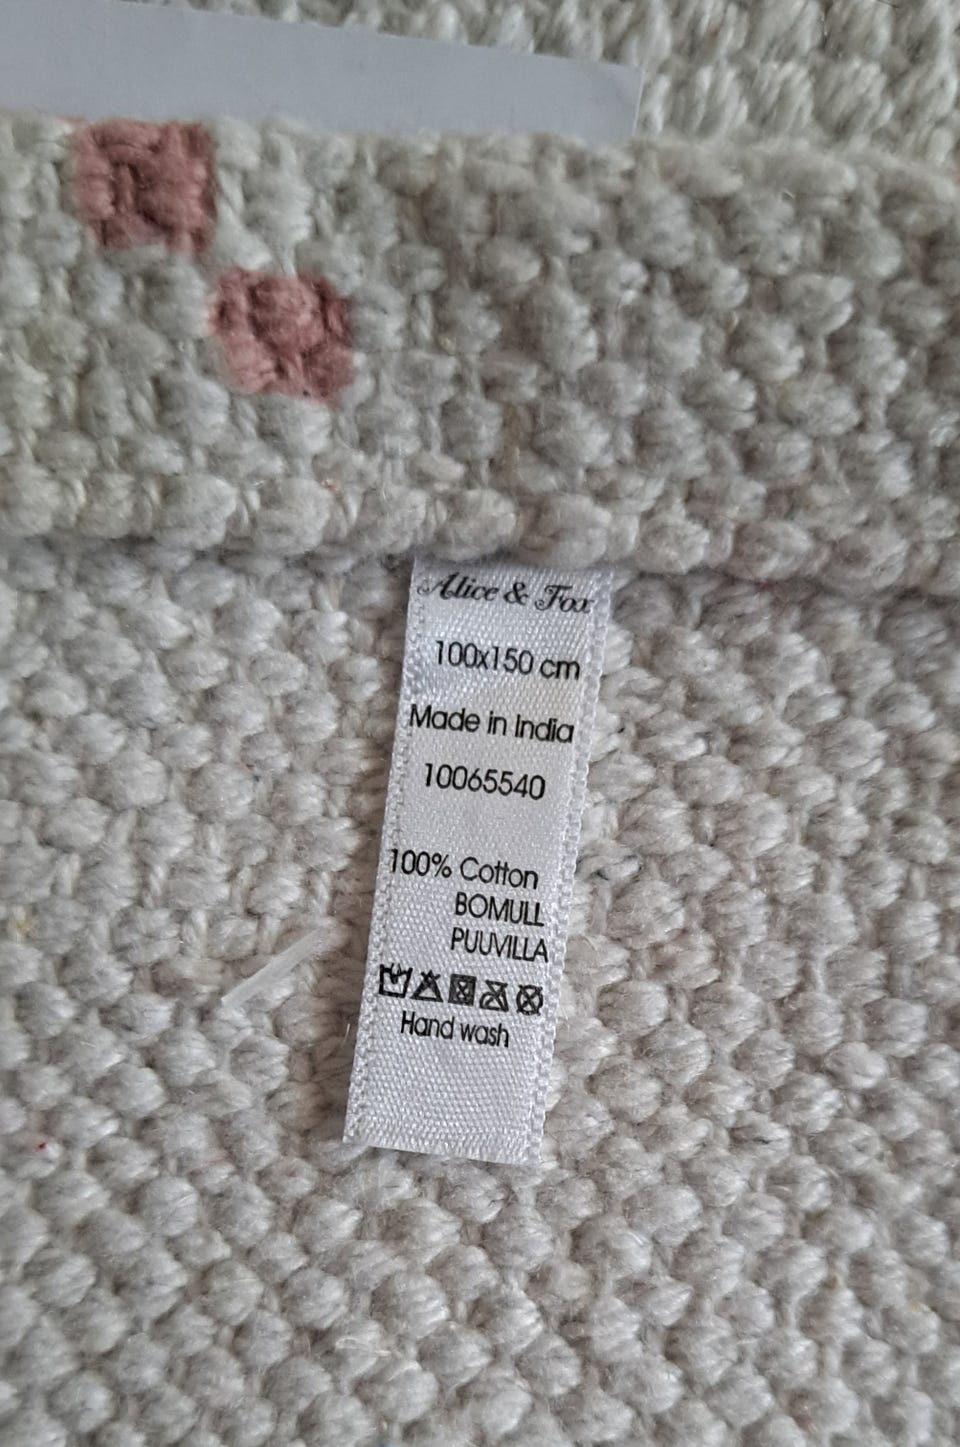 Alice & Fox
100x150 cm
Made in India
10065540
100% Cotton
BOMULL
PUUVILLA
Hand wash